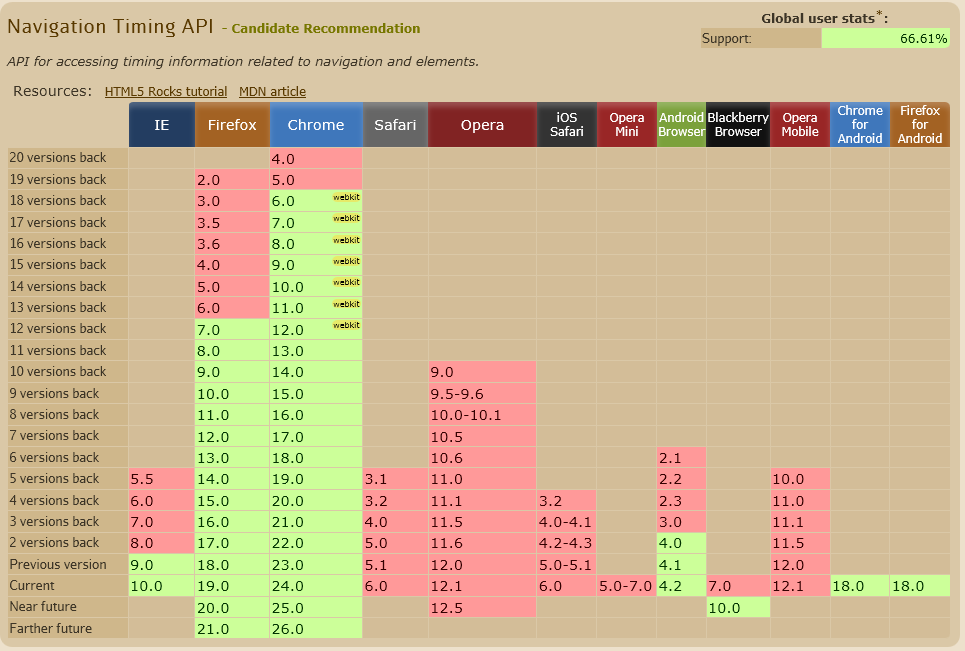 Navigation Timing API - Candidate Recommendation
Global user stats*:
Support: 66.61%
API for accessing timing information related to navigation and elements.
Resources: HTML5 Rocks tutorial MDN article
IE Firefox Chrome Safari Opera iOS Safari Opera Mini Android Browser Blackberry Browser Opera Mobile Chrome for Android Firefox for Android
20 versions back 4.0
19 versions back 2.0 5.0
18 versions back 3.0 6.0 webkit
17 versions back 3.5 7.0 webkit
16 versions back 3.6 8.0 webkit
15 versions back 4.0 9.0 webkit
14 versions back 5.0 10.0 webkit
13 versions back 6.0 11.0 webkit
12 versions back 7.0 12.0 webkit
11 versions back 8.0 13.0
10 versions back 9.0 14.0 9.0
9 versions back 10.0 15.0 9.5-9.6
8 versions back 11.0 16.0 10.0-10.1
7 versions back 12.0 17.0 10.5
6 versions back 13.0 18.0 10.6 2.1
5 versions back 5.5 14.0 19.0 3.1 11.0 2.2 10.0
4 versions back 6.0 15.0 20.0 3.2 11.1 3.2 2.3 11.0
3 versions back 7.0 16.0 21.0 4.0 11.5 4.0-4.1 3.0 11.1
2 versions back 8.0 17.0 22.0 5.0 11.6 4.2-4.3 4.0 11.5
Previous version 9.0 18.0 23.0 5.1 12.0 5.0-5.1 4.1 12.0
Current 10.0 19.0 24.0 6.0 12.1 6.0 5.0-7.0 4.2 7.0 12.1 18.0 18.0
Near future 20.0 25.0 12.5 10.0
Farther future 21.0 26.0